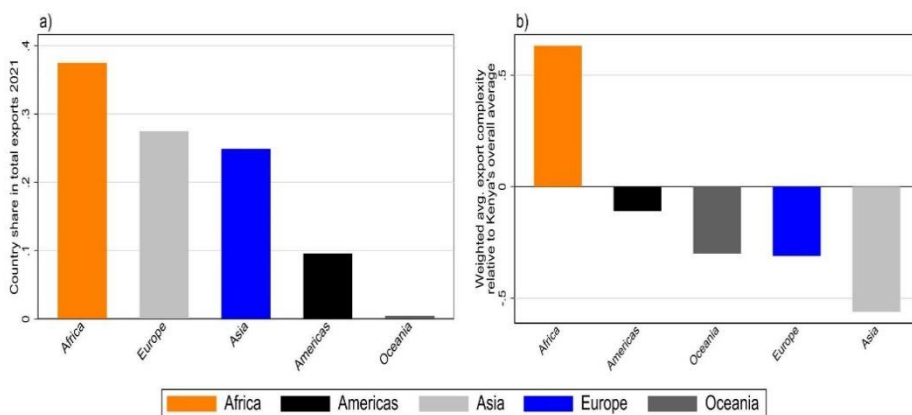 a)
Country share in total exports 2021
.4
.3
.2
.1
0
Africa
Europe
Asia
Americas
Oceania
b)
Weighted avg. export complexity
relative to Kenya's overall average
.5
0
-.5
Africa
Americas
Oceania
Europe
Asia
Africa Americas Asia Europe Oceania